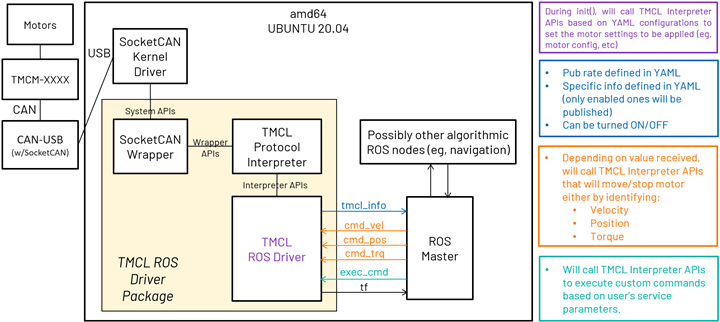 amd64
UBUNTU 20.04
Motors
TMCM-XXXX
CAN
CAN-USB
(w/SocketCAN)
USB
SocketCAN
Kernel
Driver
System APIs
SocketCAN
Wrapper
Wrapper
APIs
TMCL
Protocol
Interpreter
Interpreter APIs
TMCL
ROS Driver
TMCL ROS
Driver
Package
Possibly other algorithmic
ROS nodes (eg, navigation)
tmcl_info
cmd_vel
cmd_pos
cmd_trq
exec_cmd
tf
ROS
Master
During init(), will call TMCL Interpreter
APIs based on YAML configurations to
set the motor settings to be applied (eg,
motor config, etc)
• Pub rate defined in YAML
• Specific info defined in YAML
(only enabled ones will be
published)
• Can be turned ON/OFF
• Depending on value received,
will call TMCL Interpreter APIs
that will move/stop motor
either by identifying:
• Velocity
• Position
• Torque
• Will call TMCL Interpreter APIs
to execute custom commands
based on user's service
parameters.